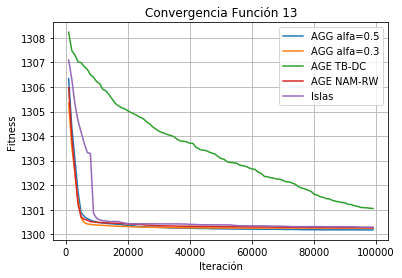 Convergencia Función 13
AGG alfa=0.5
AGG alfa=0.3
AGE TB-DC
AGE NAM-RW
Islas
Fitness
1308
1307
1306
1305
1304
1303
1302
1301
1300
0
20000
40000
60000
80000
100000
Iteración